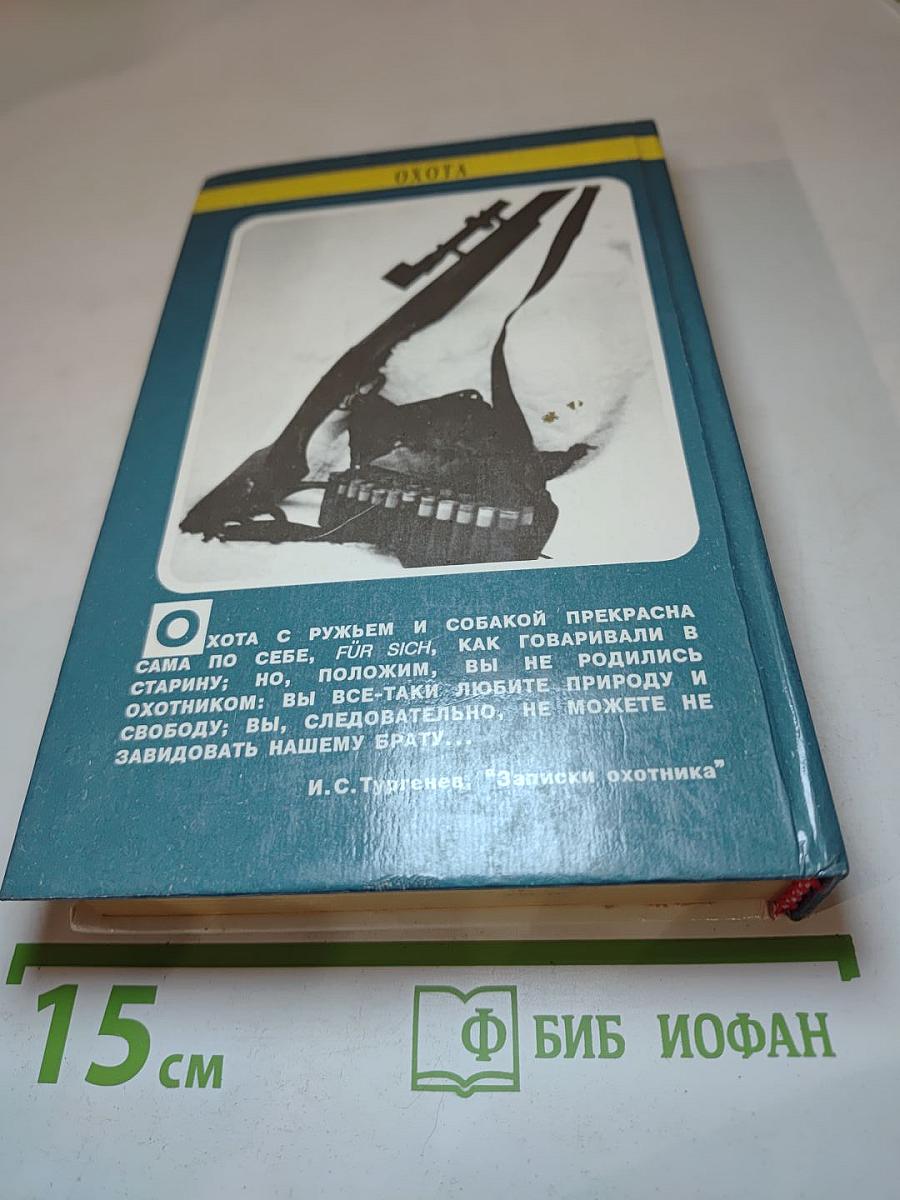 ОХОТА
ОХОТА С РУЖЬЕМ И СОБАКОЙ ПРЕКРАСНА
САМА ПО СЕБЕ, FÜR SICH, КАК ГОВАРИВАЛИ В
СТАРИНУ; НО, ПОЛОЖИМ, ВЫ НЕ РОДИЛИСЬ
ОХОТНИКОМ: ВЫ ВСЕ-ТАКИ ЛЮБИТЕ ПРИРОДУ И
СВОБОДУ; ВЫ, СЛЕДОВАТЕЛЬНО, НЕ МОЖЕТЕ НЕ
ЗАВИДОВАТЬ НАШЕМУ БРАТУ...
И.С.Тургенев, "Записки охотника"
15 см
Ф БИБ ИОФАН